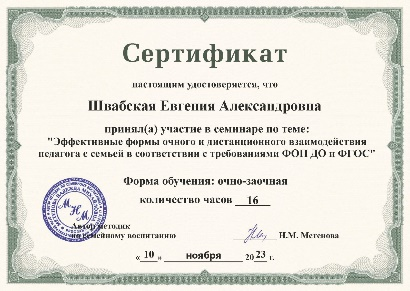 Сертификат
настоящим удостоверяется, что
Швабская Евгения Александровна
принял(а) участие в семинаре по теме:
"Эффективные формы очного и дистанционного взаимодействия
педагога с семьей в соответствии с требованиями ФОП ДО и ФГОС"
Форма обучения: очно-заочная
количество часов 16
МНМ
Автор методик
по семейному воспитанию Н.М. Метенова
«10» ноября 2023 г.